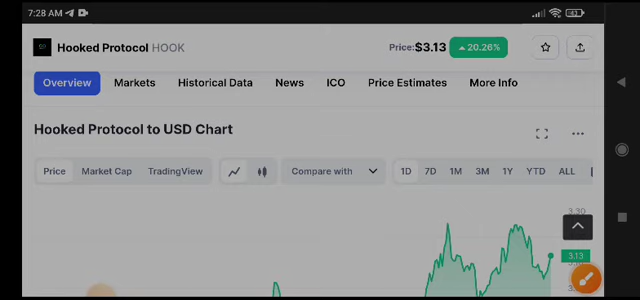 7:28 AM
Hooked Protocol HOOK
Price: $3.13 20.26%
Overview Markets Historical Data News ICO Price Estimates More Info
Hooked Protocol to USD Chart
Price Market Cap TradingView Compare with 1D 7D 1M 3M 1Y YTD ALL
3.30
3.13